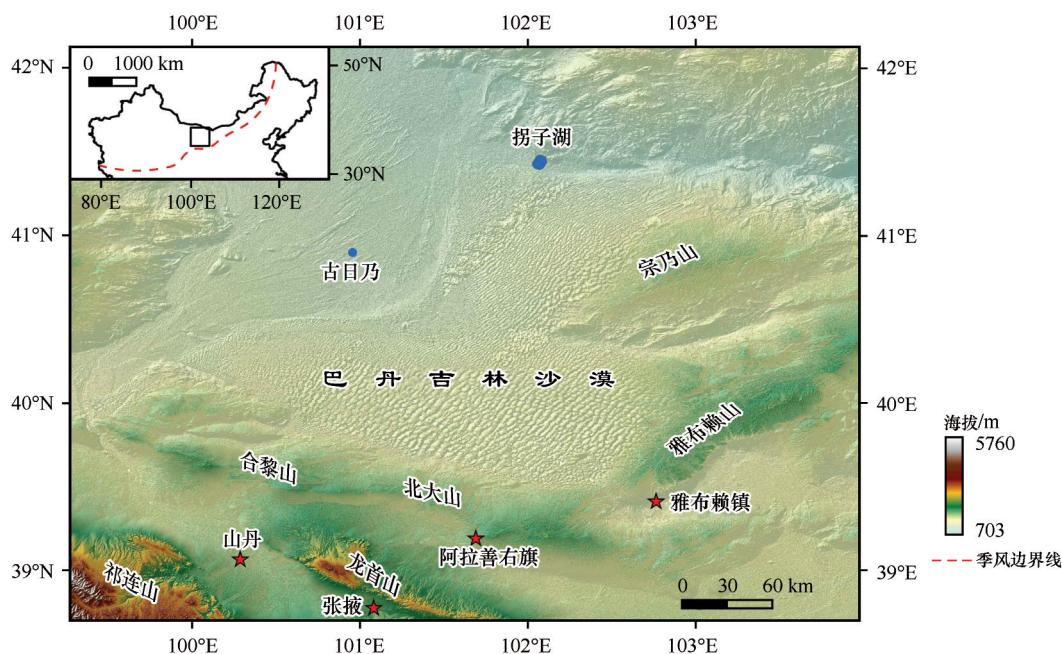 100°E
101°E
102°E
103°E
42°N
42°N
0
1000 km
50°N
30°N
80°E
100°E
120°E
拐子湖
41°N
41°N
古日乃
宗乃山
巴丹吉林沙漠
40°N
40°N
雅布赖山
海拔/m
5760
703
合黎山
北大山
雅布赖镇
山丹
阿拉善右旗
季风边界线
39°N
39°N
祁连山
龙首山
张掖
0
30
60 km
100°E
101°E
102°E
103°E